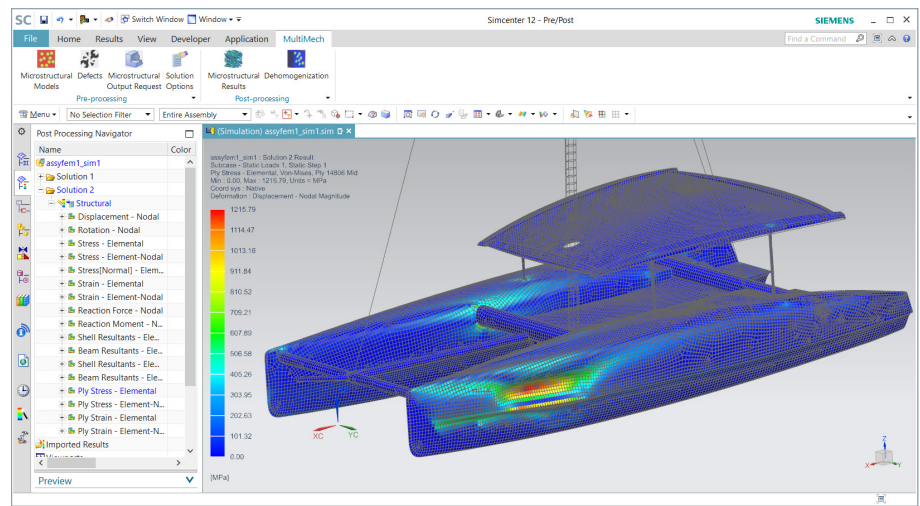 SC Switch Window Window Simcenter 12 - Pre/Post SIEMENS
File Home Results View Developer Application MultiMech Find a Command
Microstructural Models
Defects
Microstructural Output Request
Solution Options
Microstructural Results
Dehomogenization
Pre-processing
Post-processing
Menu No Selection Filter Entire Assembly
Post Processing Navigator
(Simulation) assyfem1_sim1.sim
Name Color
assyfem1_sim1
Solution 1
Solution 2
Structural
Displacement - Nodal
Rotation - Nodal
Stress - Elemental
Stress - Element-Nodal
Stress[Normal] - Elem...
Strain - Elemental
Strain - Element-Nodal
Reaction Force - Nodal
Reaction Moment - N...
Shell Resultants - Ele...
Beam Resultants - Ele...
Shell Resultants - Ele...
Beam Resultants - Ele...
Ply Stress - Elemental
Ply Stress - Element-N...
Ply Strain - Elemental
Ply Strain - Element-N...
Imported Results
Preview
assyfem1_sim1 : Solution 2 Result
Subcase - Static Loads 1, Static Step 1
Ply Stress - Elemental, Von-Mises, Ply 14806 Mid
Min : 0.00, Max : 1215.79, Units = MPa
Coord sys : Native
Deformation : Displacement - Nodal Magnitude
1215.79
1114.47
1013.16
911.84
810.52
709.21
607.89
506.58
405.26
303.95
202.63
101.32
0.00
[MPa]
XC
YC
Z
X
Y